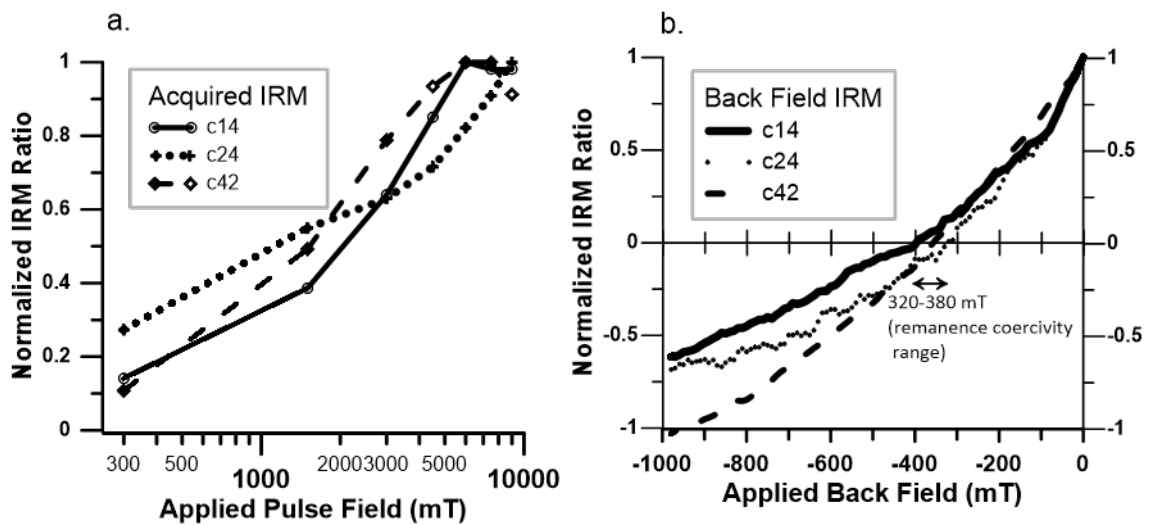 a.
Normalized IRM Ratio
1
0.8
0.6
0.4
0.2
0
Acquired IRM
c14
c24
c42
300
500
1000
2000
3000
5000
10000
Applied Pulse Field (mT)
b.
Normalized IRM Ratio
1
0.5
0
-0.5
-1
Back Field IRM
c14
c24
c42
320-380 mT
(remanence coercivity
range)
1
0.5
0
-0.5
-1
-1000
-800
-600
-400
-200
0
Applied Back Field (mT)